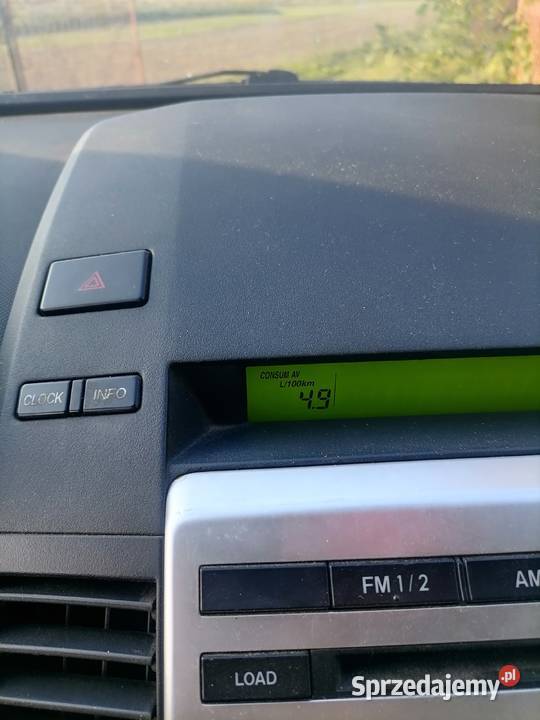 CONSUM AV
L/100km
4.9
CLOCK
INFO
FM 1/2
AM
LOAD
Sprzedajemy.pl